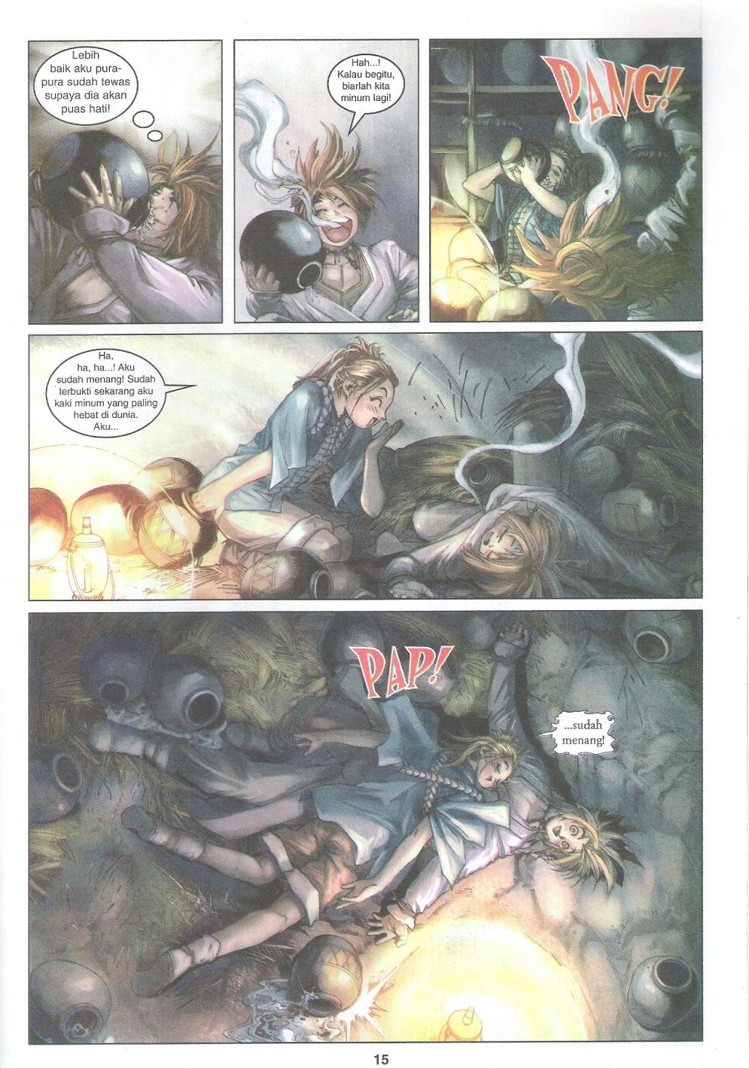 Lebih
baik aku pura-
pura sudah tewas
supaya dia akan
puas hati!
Hah...!
Kalau begitu,
biarlah kita
minum lagi!
PANG!
Ha,
ha, ha...! Aku
sudah menang! Sudah
terbukti sekarang aku
kaki minum yang paling
hebat di dunia.
Aku...
PAP!
...sudah
menang!
15